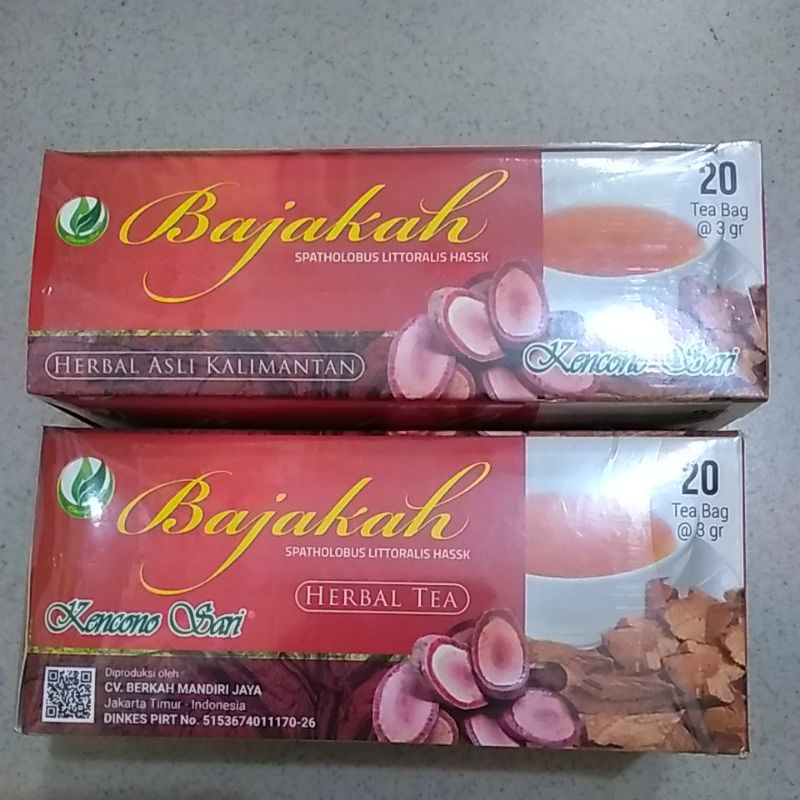 Bajakah
SPATHOLOBUS LITTORALIS HASSK
20
Tea Bag
@ 3 gr
HERBAL ASLI KALIMANTAN
Kencono Sari
Bajakah
SPATHOLOBUS LITTORALIS HASSK
20
Tea Bag
@ 3 gr
HERBAL TEA
Kencono Sari®
Diproduksi oleh
CV. BERKAH MANDIRI JAYA
Jakarta Timur - Indonesia
DINKES PIRT No. 5153674011170-26